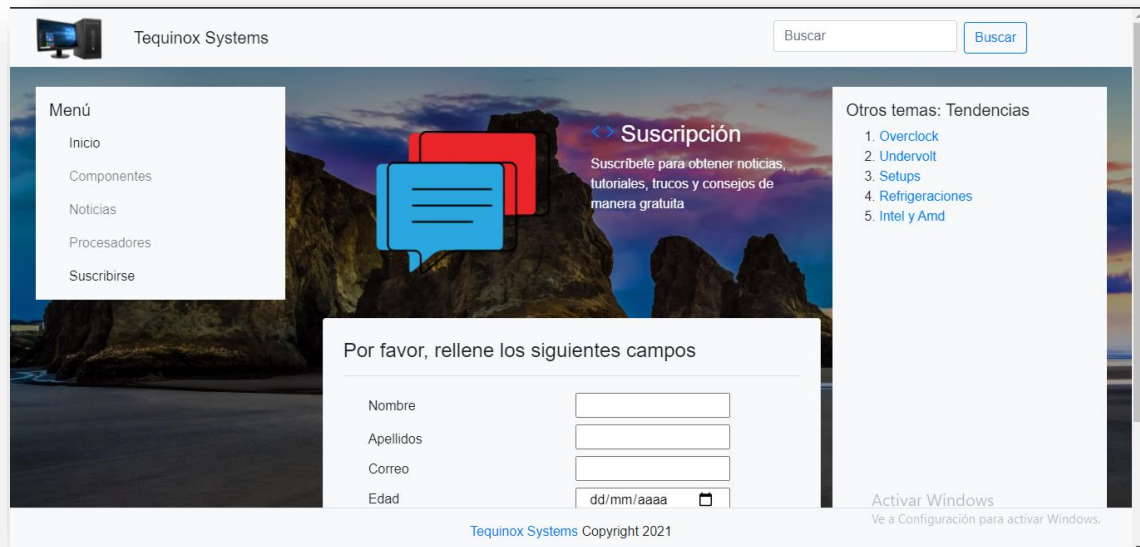 Tequinox Systems
Buscar
Buscar
Menú
Inicio
Componentes
Noticias
Procesadores
Suscribirse
<> Suscripción
Suscríbete para obtener noticias,
tutoriales, trucos y consejos de
manera gratuita
Por favor, rellene los siguientes campos
Nombre
Apellidos
Correo
Edad
dd/mm/aaaa
Otros temas: Tendencias
1. Overclock
2. Undervolt
3. Setups
4. Refrigeraciones
5. Intel y Amd
Activar Windows
Ve a Configuración para activar Windows.
Tequinox Systems Copyright 2021